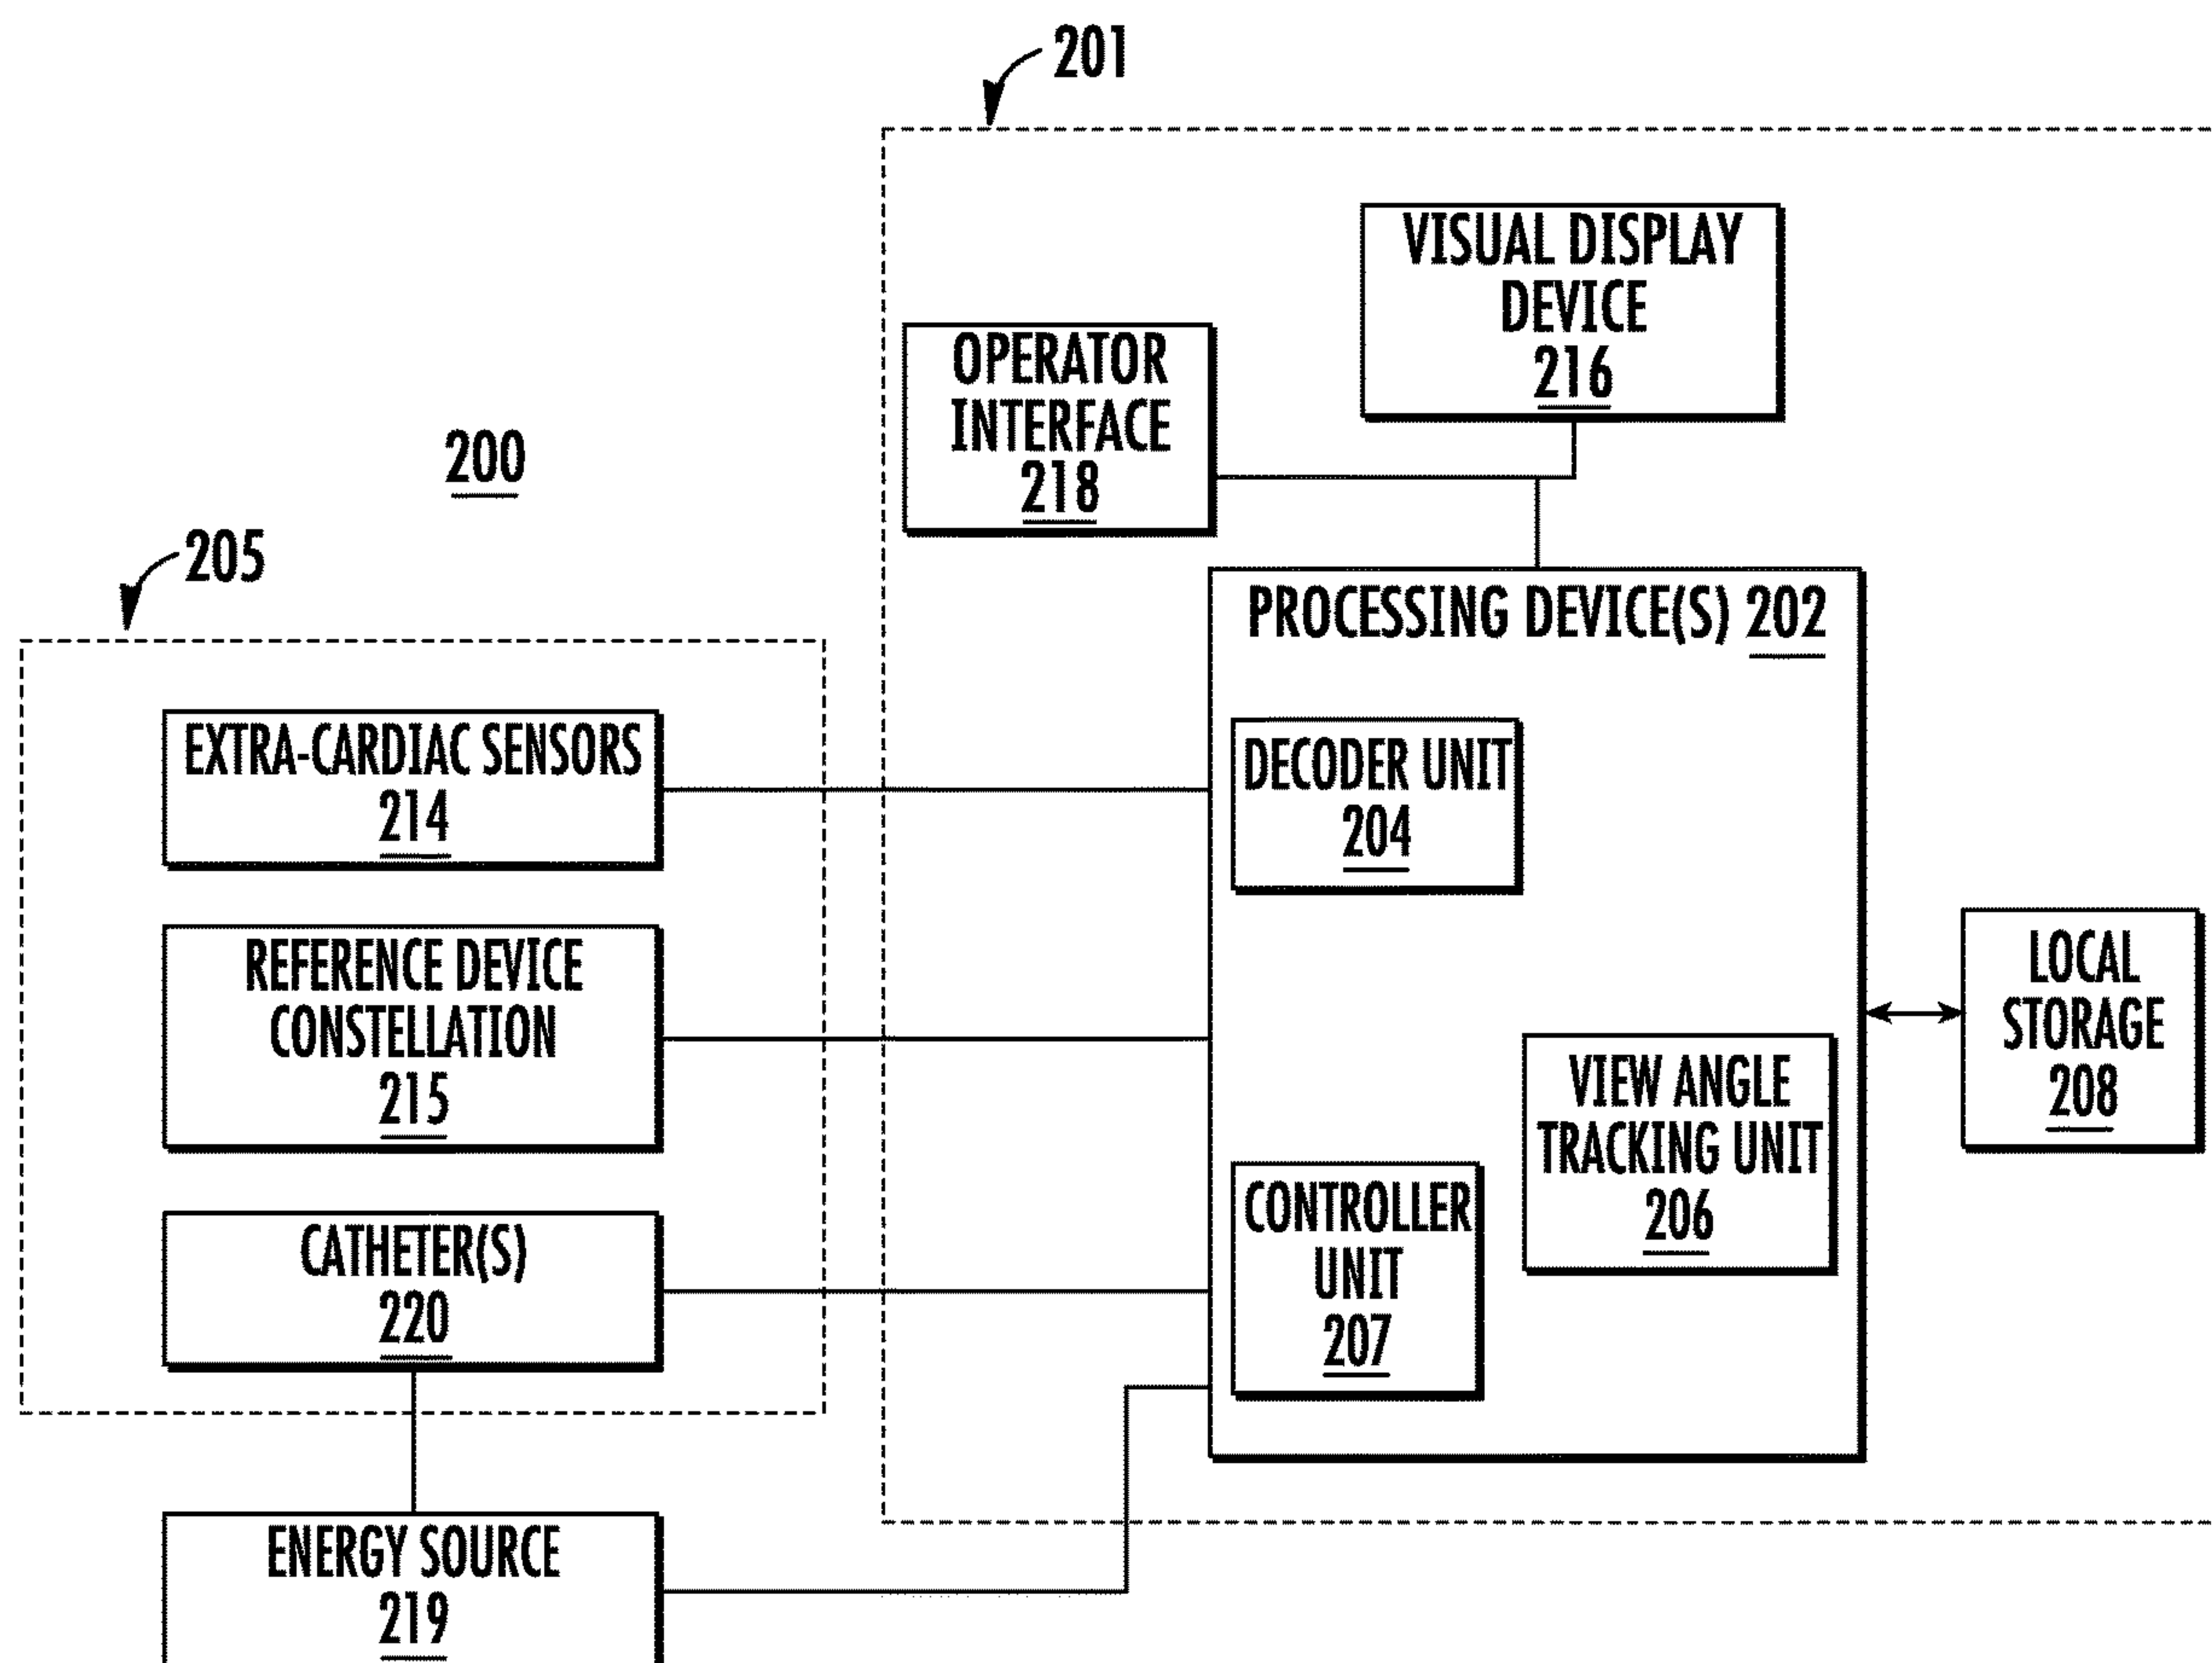 201
VISUAL DISPLAY
DEVICE
216
OPERATOR
INTERFACE
218
200
205
PROCESSING DEVICE(S) 202
EXTRA-CARDIAC SENSORS
214
DECODER UNIT
204
REFERENCE DEVICE
CONSTELLATION
215
LOCAL
STORAGE
208
VIEW ANGLE
TRACKING UNIT
206
CONTROLLER
UNIT
207
CATHETER(S)
220
ENERGY SOURCE
219